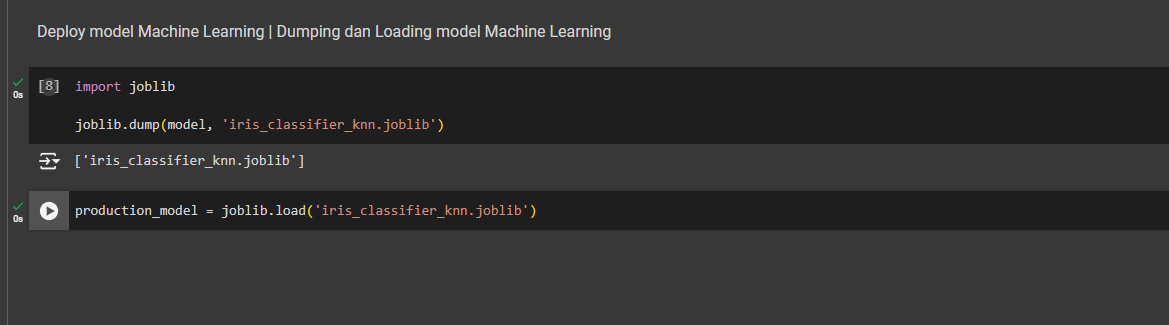 Deploy model Machine Learning | Dumping dan Loading model Machine Learning
[8]
0s
import joblib
joblib.dump(model, 'iris_classifier_knn.joblib')
['iris_classifier_knn.joblib']
0s
production_model = joblib.load('iris_classifier_knn.joblib')